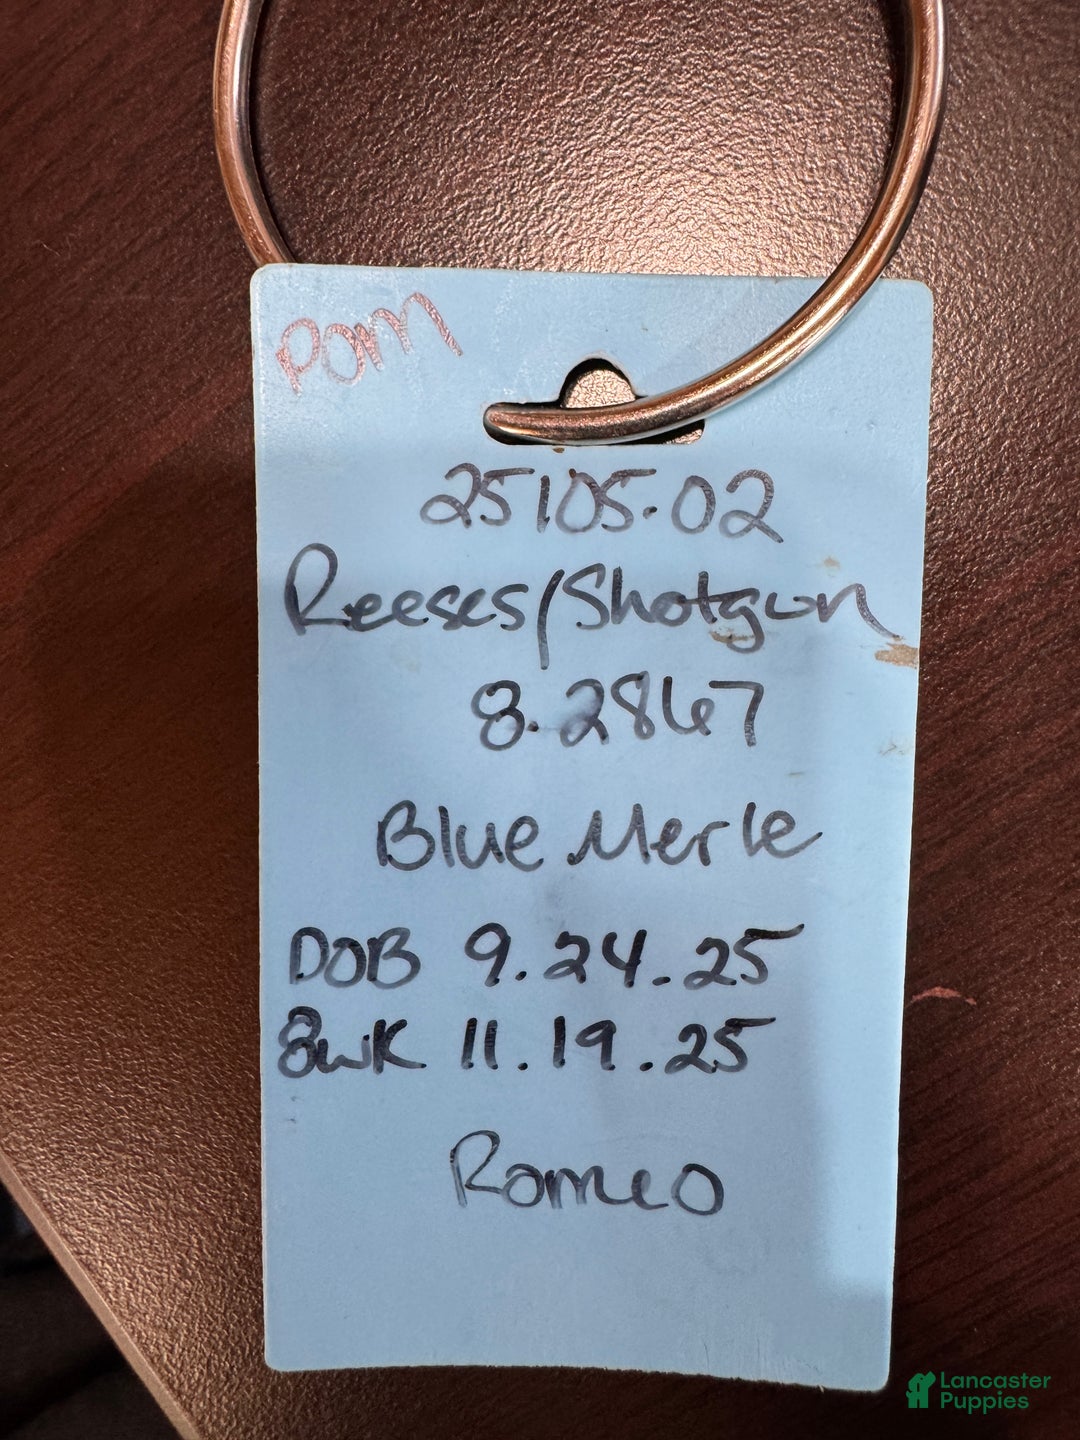 Pom
25105.02
Reeses/Shotgun
8.2867
Blue Merle
DOB 9.24.25
8wk 11.19.25
Romeo
Lancaster
Puppies